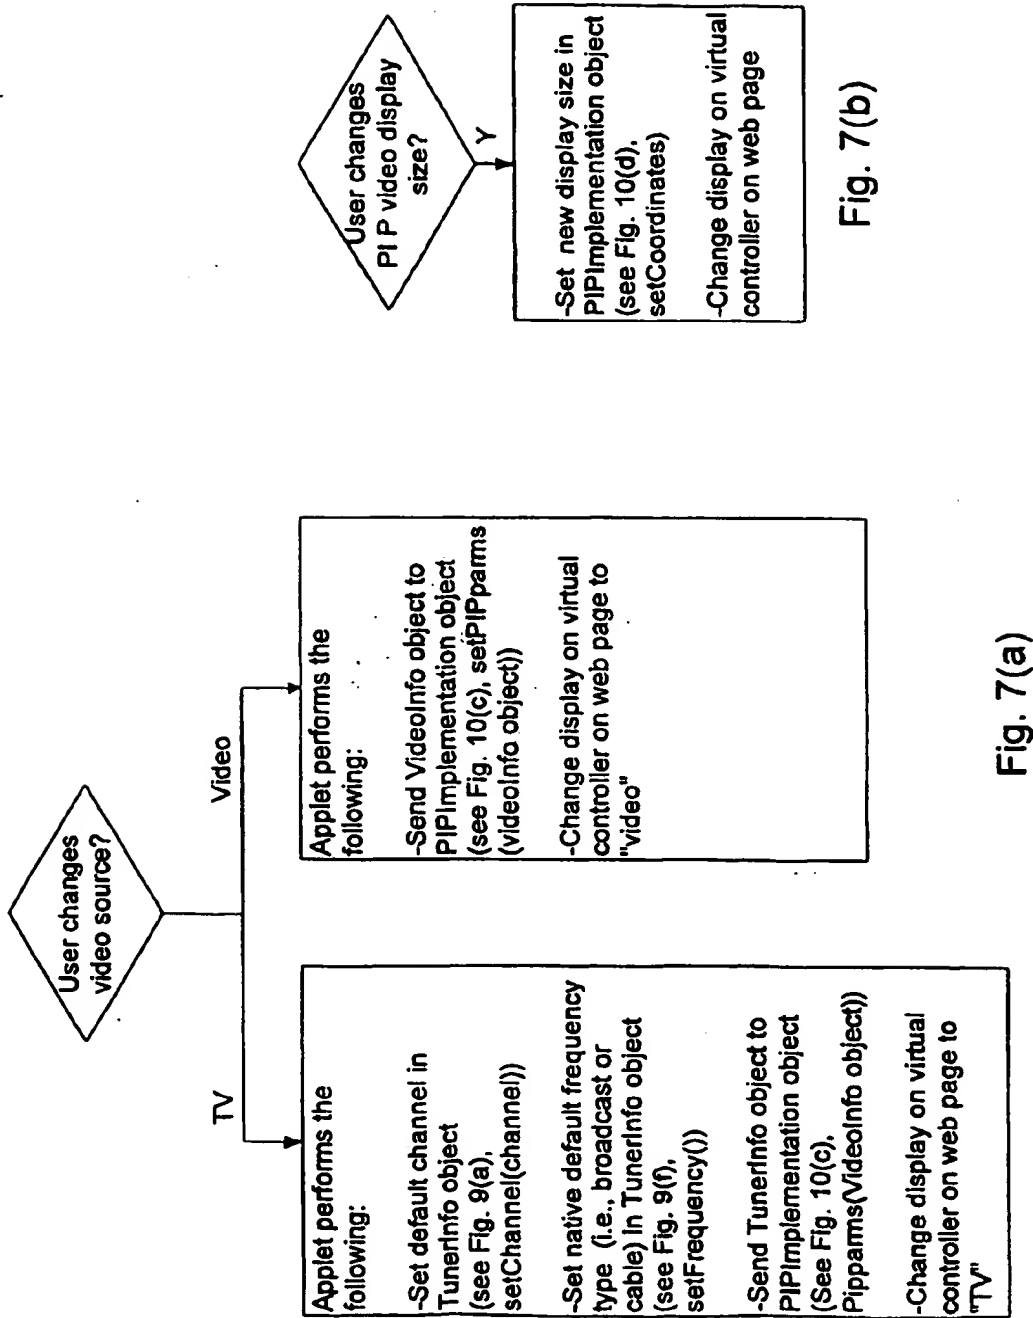 User changes
video source?
TV
Video
Applet performs the
following:
-Set default channel in
TunerInfo object
(see Fig. 9(a),
setChannel(channel))
-Set native default frequency
type (i.e., broadcast or
cable) in TunerInfo object
(see Fig. 9(f),
setFrequency())
-Send TunerInfo object to
PIPImplementation object
(See Fig. 10(c),
Pipparms(VideoInfo object))
-Change display on virtual
controller on web page to
"TV"
Applet performs the
following:
-Send VideoInfo object to
PIPImplementation object
(see Fig. 10(c), setPIPparms
(videoInfo object))
-Change display on virtual
controller on web page to
"video"
Fig. 7(a)
User changes
PI P video display
size?
Y
-Set new display size in
PIPImplementation object
(see Fig. 10(d),
setCoordinates)
-Change display on virtual
controller on web page
Fig. 7(b)